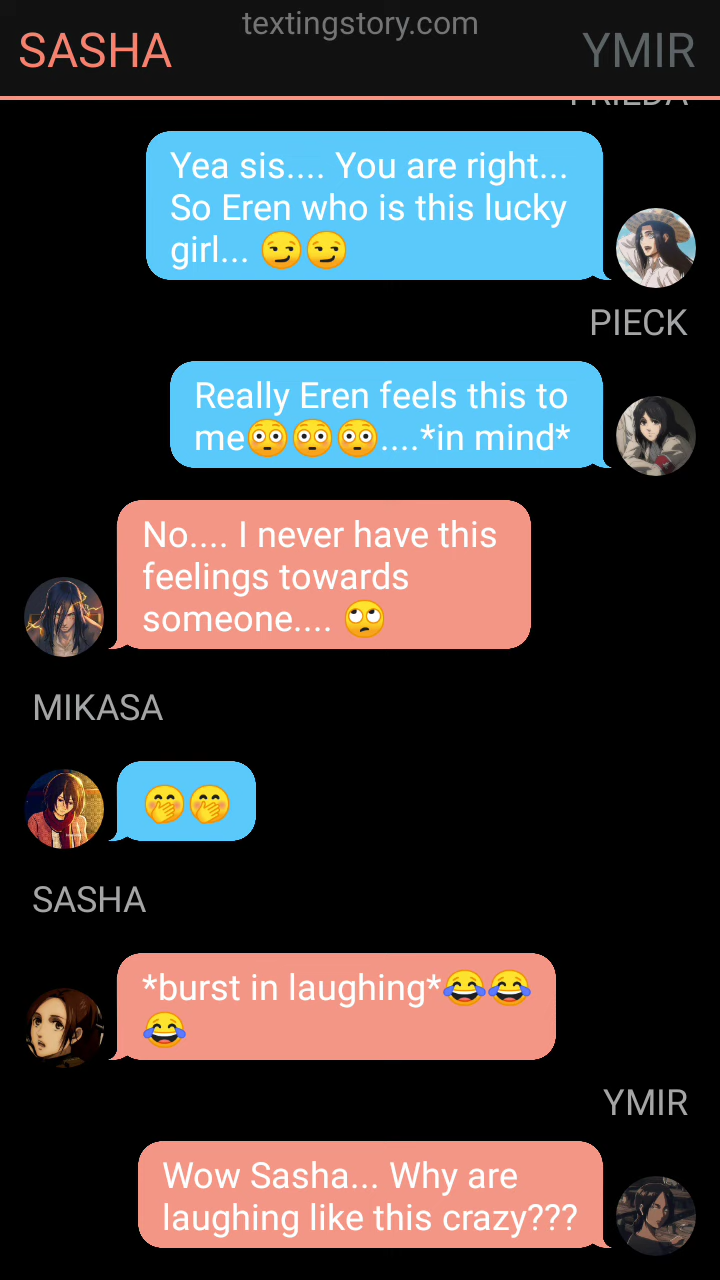 textingstory.com
SASHA
YMIR
FRIEDA
Yea sis.... You are right...
So Eren who is this lucky
girl... 😏😏
PIECK
Really Eren feels this to
me😳😳😳....*in mind*
No.... I never have this
feelings towards
someone.... 🙄
MIKASA
🤭🤭
SASHA
*burst in laughing*😂😂
😂
YMIR
Wow Sasha... Why are
laughing like this crazy???